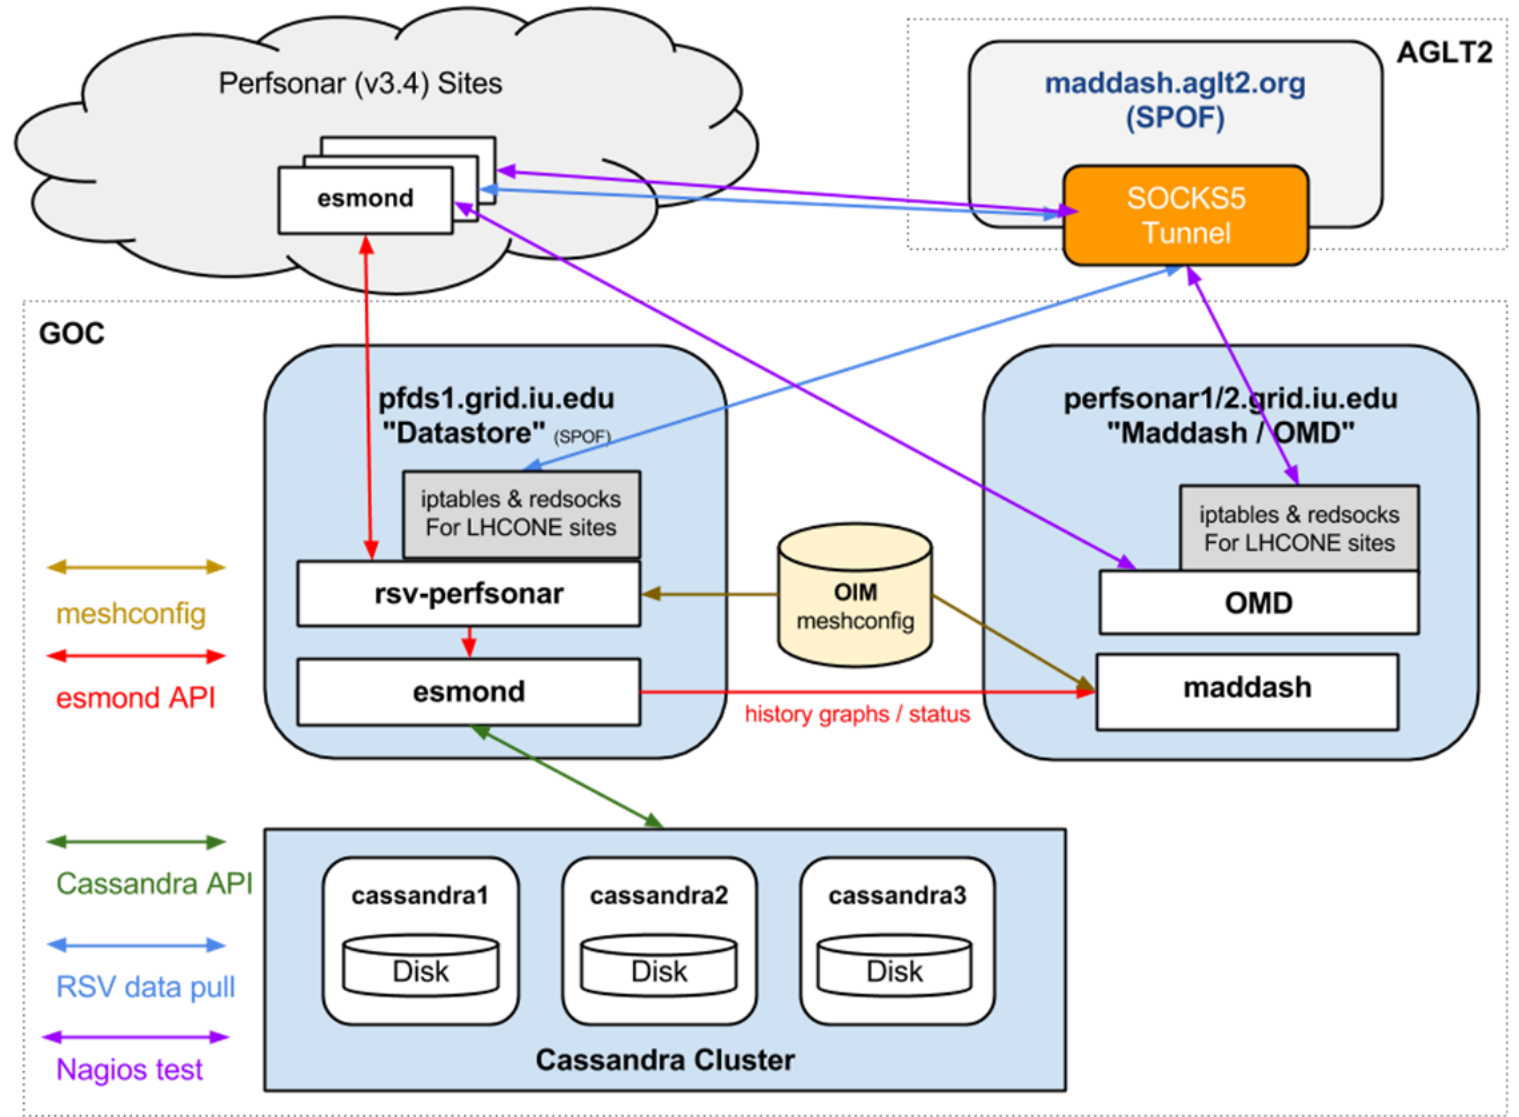 Perfsonar (v3.4) Sites
esmond
AGLT2
maddash.aglt2.org
(SPOF)
SOCKS5
Tunnel
GOC
pfds1.grid.iu.edu
"Datastore" (SPOF)
iptables & redsocks
For LHCONE sites
rsv-perfsonar
esmond
OIM
meshconfig
perfsonar1/2.grid.iu.edu
"Maddash / OMD"
iptables & redsocks
For LHCONE sites
OMD
maddash
history graphs / status
meshconfig
esmond API
Cassandra API
RSV data pull
Nagios test
cassandra1
Disk
cassandra2
Disk
cassandra3
Disk
Cassandra Cluster